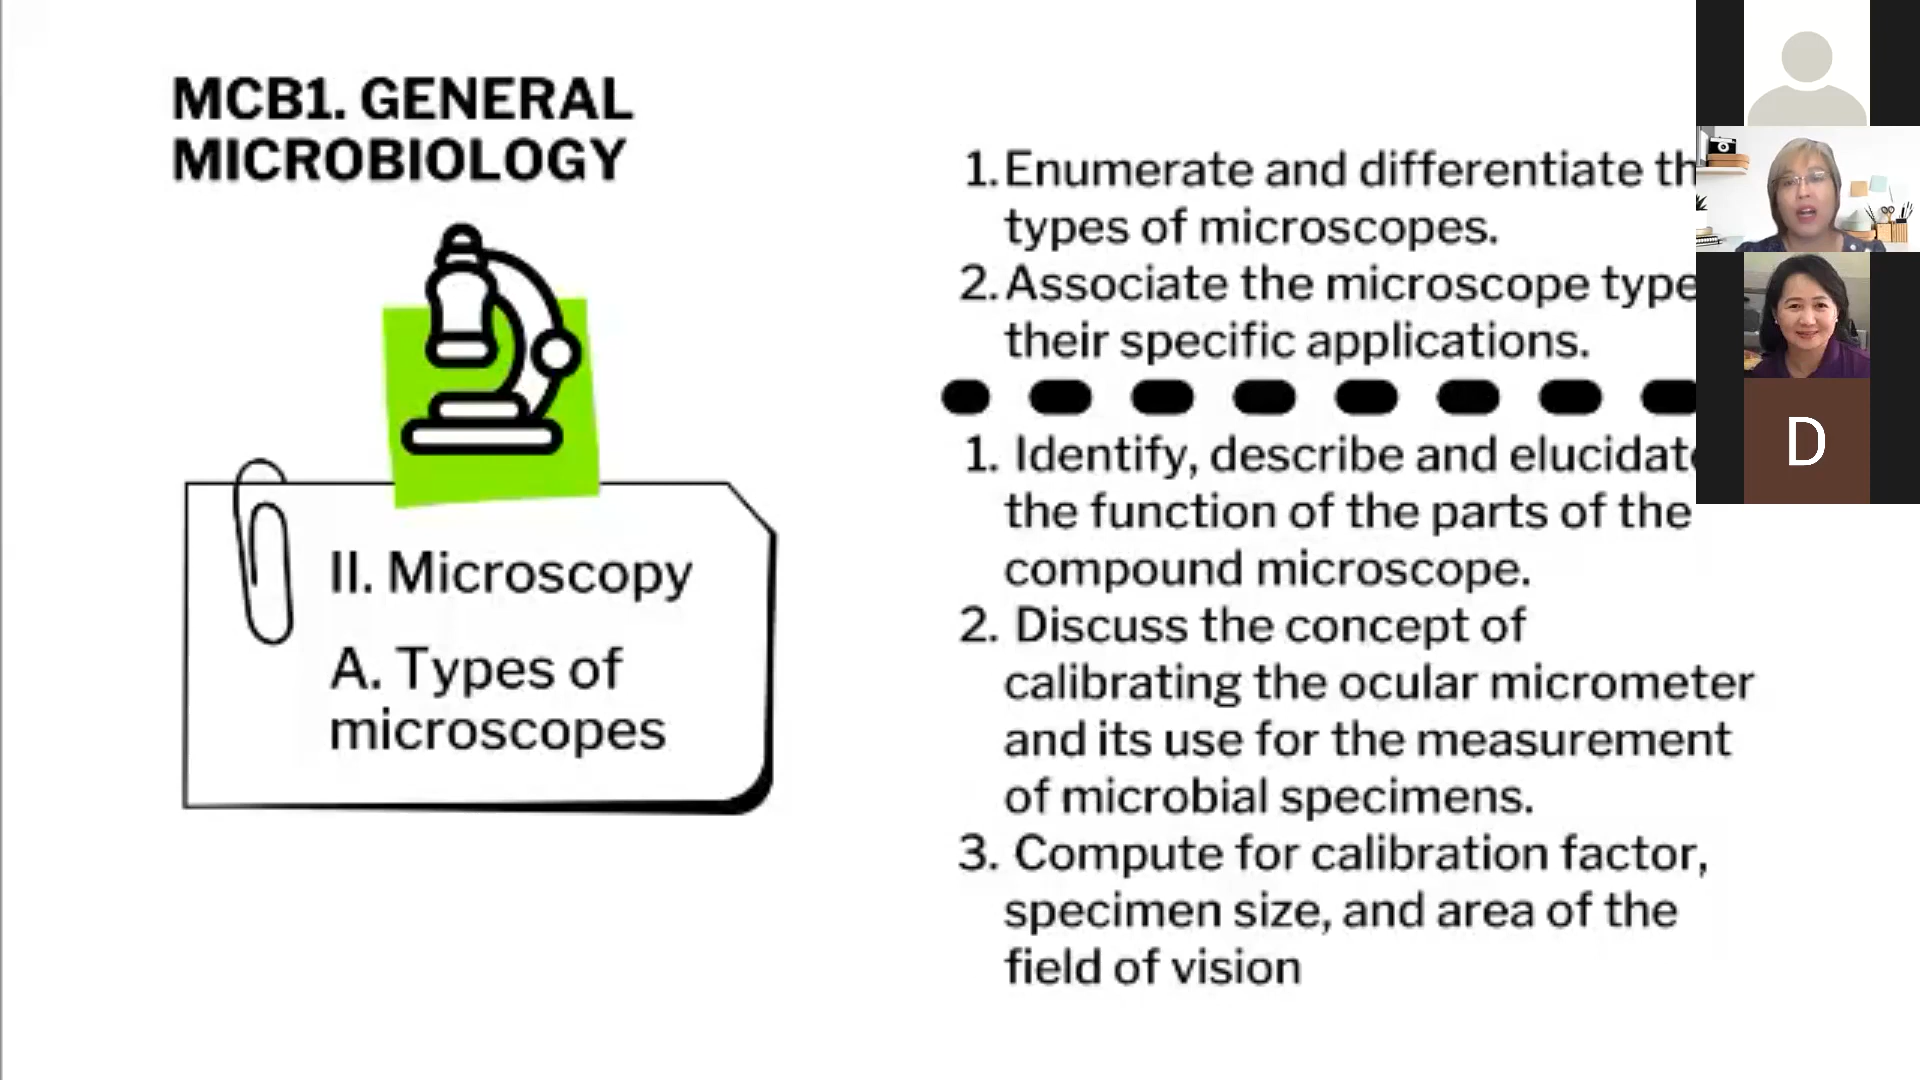 MCB1. GENERAL
MICROBIOLOGY
II. Microscopy
A. Types of
microscopes
1. Enumerate and differentiate
types of microscopes.
2. Associate the microscope
their specific applications.
1. Identify, describe and
the function of the parts of the
compound microscope.
2. Discuss the concept of
calibrating the ocular micrometer
and its use for the measurement
of microbial specimens.
3. Compute for calibration factor,
specimen size, and area of the
field of vision
D